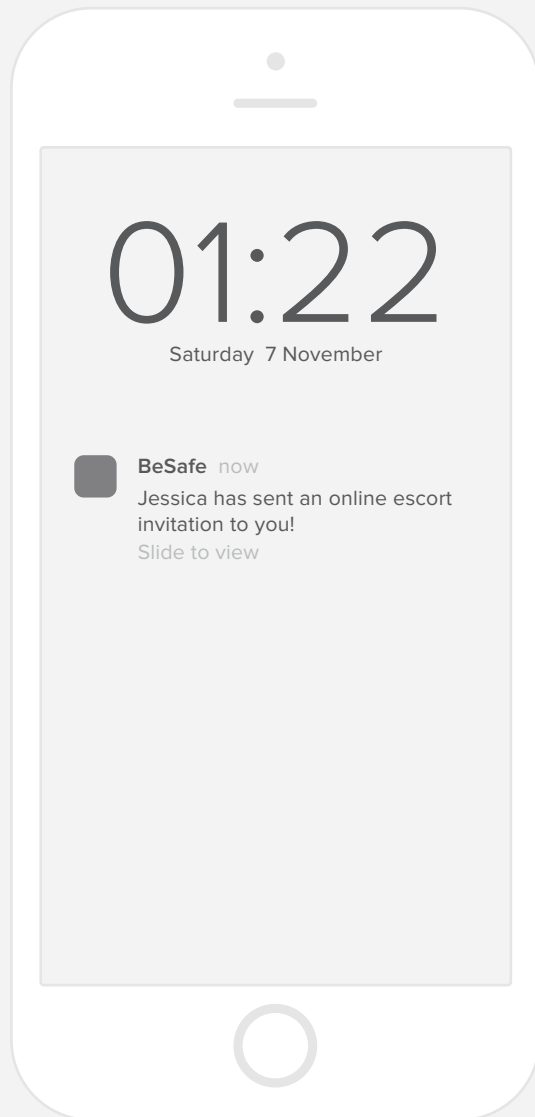 01:22
Saturday 7 November
BeSafe now
Jessica has sent an online escort
invitation to you!
Slide to view